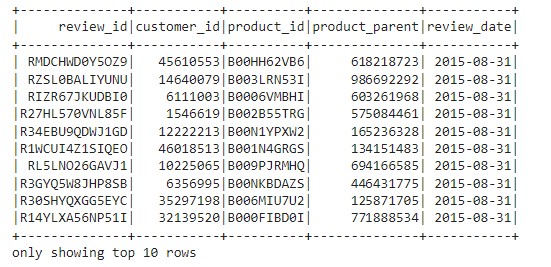 +--------------+-----------+----------+--------------+-----------+
|     review_id|customer_id|product_id|product_parent|review_date|
+--------------+-----------+----------+--------------+-----------+
| RMDCHWD0Y5OZ9|   45610553|B00HH62VB6|     618218723| 2015-08-31|
| RZSL0BALIYUNU|   14640079|B003LRN53I|     986692292| 2015-08-31|
| RIZR67JKUDBI0|    6111003|B0006VMBHI|     603261968| 2015-08-31|
|R27HL570VNL85F|    1546619|B002B55TRG|     575084461| 2015-08-31|
|R34EBU9QDWJ1GD|   12222213|B00N1YPXW2|     165236328| 2015-08-31|
|R1WCUI4Z1SIQEO|   46018513|B001N4GRGS|     134151483| 2015-08-31|
| RL5LNO26GAVJ1|   10225065|B009PJRMHQ|     694166585| 2015-08-31|
|R3GYQ5W8JHP8SB|    6356995|B00NKBDAZS|     446431775| 2015-08-31|
|R30SHYQXGG5EYC|   35297198|B006MIU7U2|     125871705| 2015-08-31|
|R14YLXA56NP51I|   32139520|B000FIBD0I|     771888534| 2015-08-31|
+--------------+-----------+----------+--------------+-----------+
only showing top 10 rows